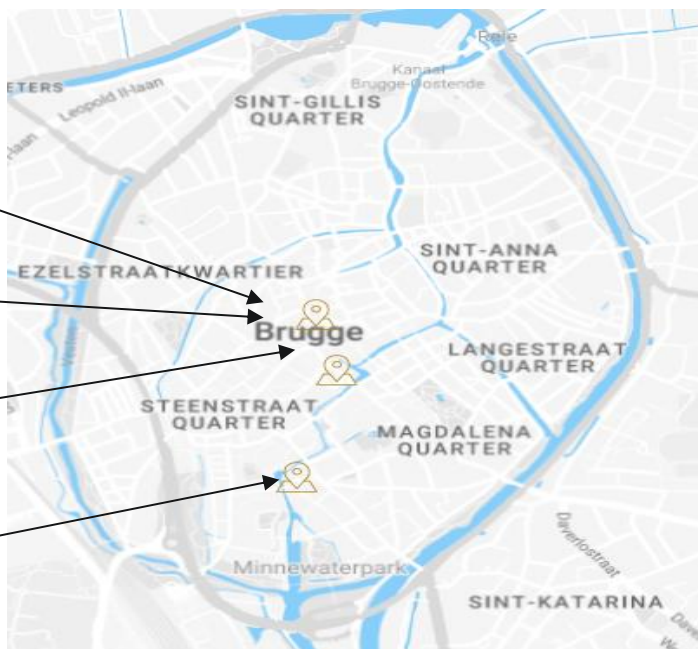 Reie
Kanaal
Brugge-Oostende
ETERS
Leopold II-laan
SINT-GILLIS
QUARTER
SINT-ANNA
QUARTER
EZELSTRAATKWARTIER
Brugge
LANGESTRAAT
QUARTER
STEENSTRAAT
QUARTER
MAGDALENA
QUARTER
Daverlostraat
Minnewaterpark
SINT-KATARINA